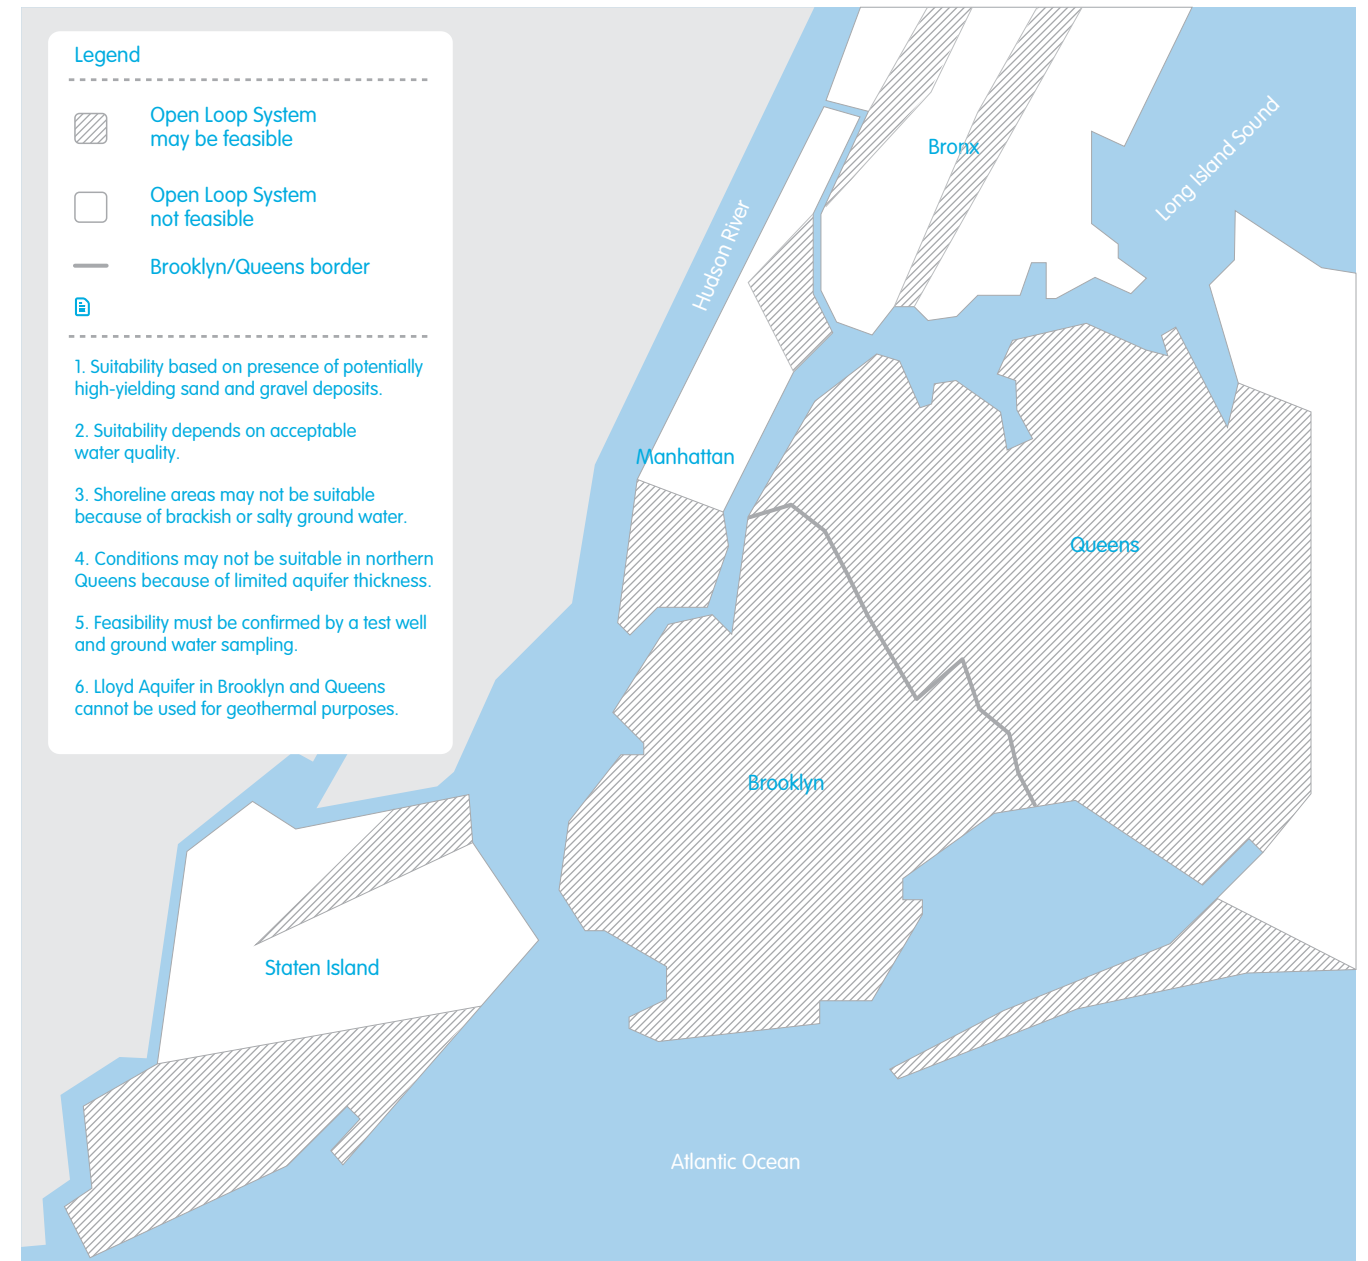 Legend
Open Loop System
may be feasible
Open Loop System
not feasible
Brooklyn/Queens border
1. Suitability based on presence of potentially
high-yielding sand and gravel deposits.
2. Suitability depends on acceptable
water quality.
3. Shoreline areas may not be suitable
because of brackish or salty ground water.
4. Conditions may not be suitable in northern
Queens because of limited aquifer thickness.
5. Feasibility must be confirmed by a test well
and ground water sampling.
6. Lloyd Aquifer in Brooklyn and Queens
cannot be used for geothermal purposes.
Bronx
Long Island Sound
Hudson River
Manhattan
Queens
Brooklyn
Staten Island
Atlantic Ocean